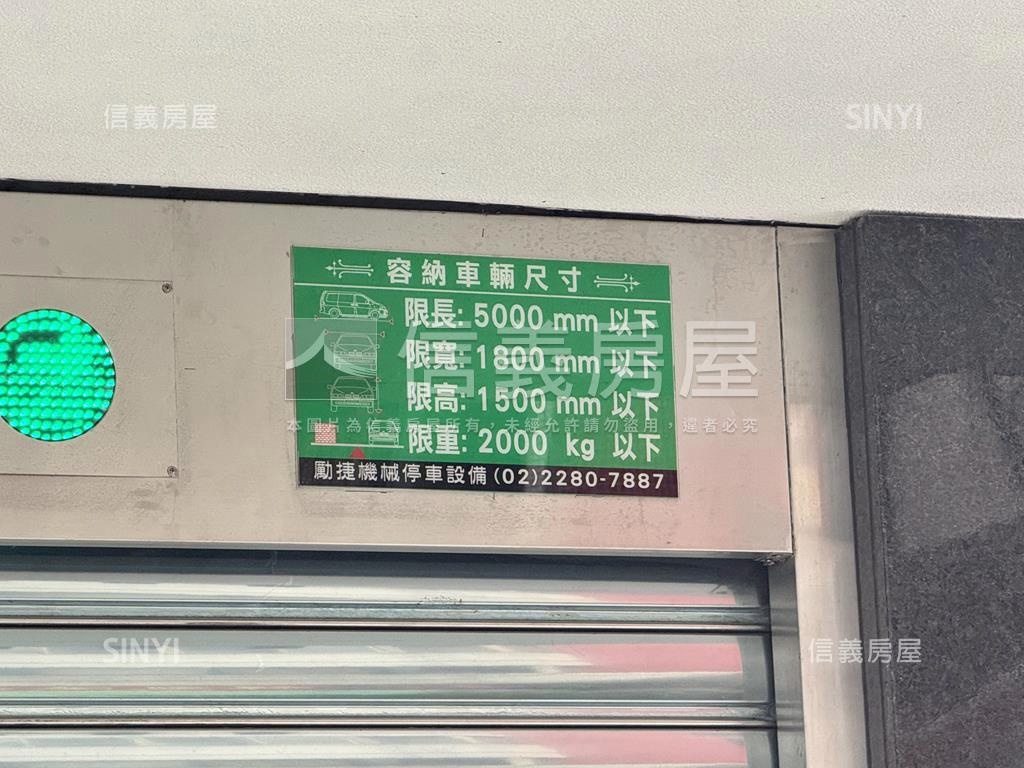 信義房屋
SINYI
容納車輛尺寸
限長: 5000 mm 以下
限寬: 1800 mm 以下
信義房屋
限高: 1500 mm 以下
本圖片為信義房屋所有,未經允許請勿盜用,違者必究
限重: 2000 kg 以下
勵捷機械停車設備 (02)2280-7887
SINYI
信義房屋